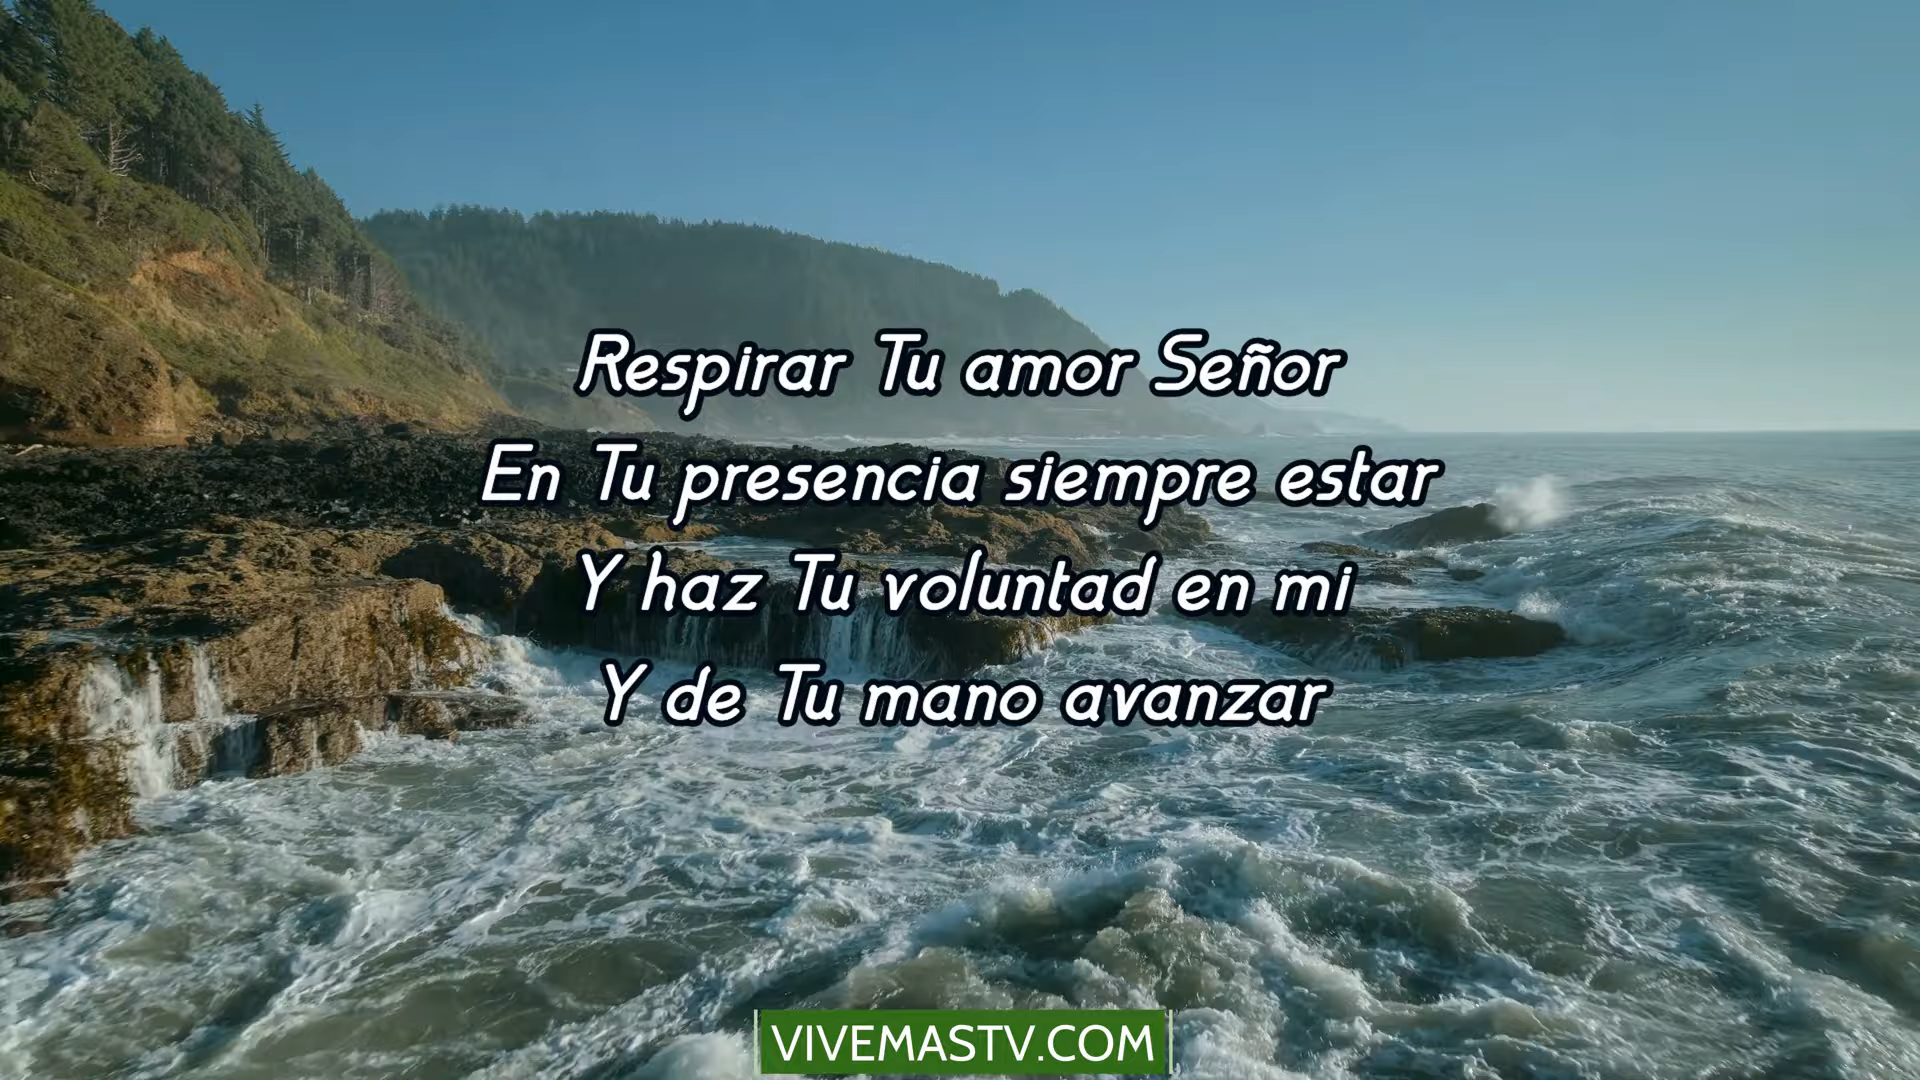 Respirar Tu amor Señor
En Tu presencia siempre estar
Y haz Tu voluntad en mi
Y de Tu mano avanzar
VIVEMASTV.COM